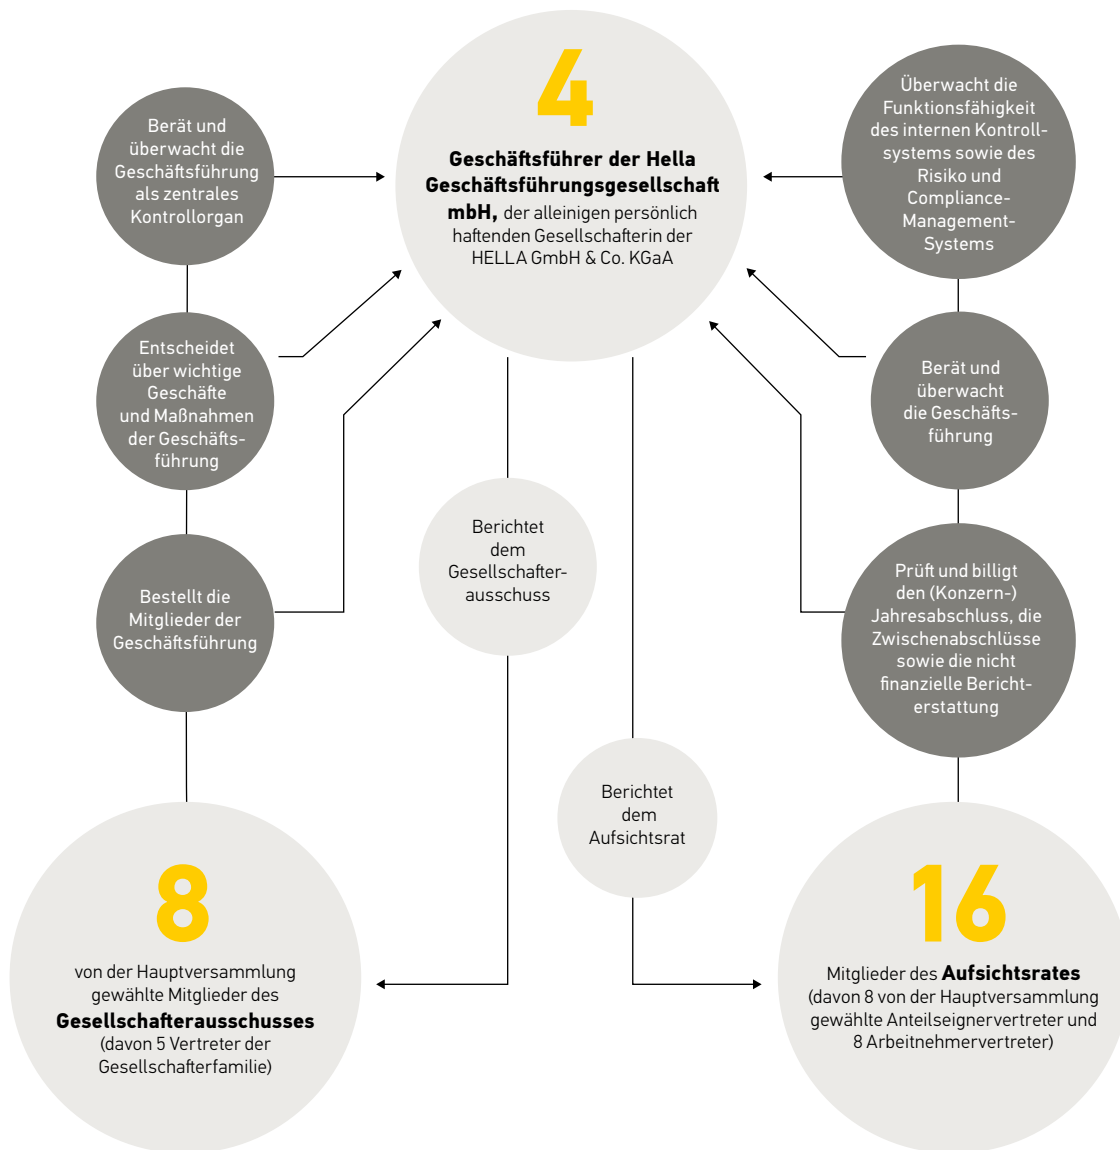 4
Geschäftsführer der Hella
Geschäftsführungsgesellschaft
mbH, der alleinigen persönlich
haftenden Gesellschafterin der
HELLA GmbH & Co. KGaA
Berät und
überwacht die
Geschäftsführung
als zentrales
Kontrollorgan
Entscheidet
über wichtige
Geschäfte
und Maßnahmen
der Geschäfts-
führung
Bestellt die
Mitglieder der
Geschäftsführung
8
von der Hauptversammlung
gewählte Mitglieder des
Gesellschafterausschusses
(davon 5 Vertreter der
Gesellschafterfamilie)
Berichtet
dem
Gesellschafter-
ausschuss
Berichtet
dem
Aufsichtsrat
Überwacht die
Funktionsfähigkeit
des internen Kontroll-
systems sowie des
Risiko und
Compliance-
Management-
Systems
Berät und
überwacht
die Geschäfts-
führung
Prüft und billigt
den (Konzern-)
Jahresabschluss, die
Zwischenabschlüsse
sowie die nicht
finanzielle Bericht-
erstattung
16
Mitglieder des Aufsichtsrates
(davon 8 von der Hauptversammlung
gewählte Anteilseignervertreter und
8 Arbeitnehmervertreter)